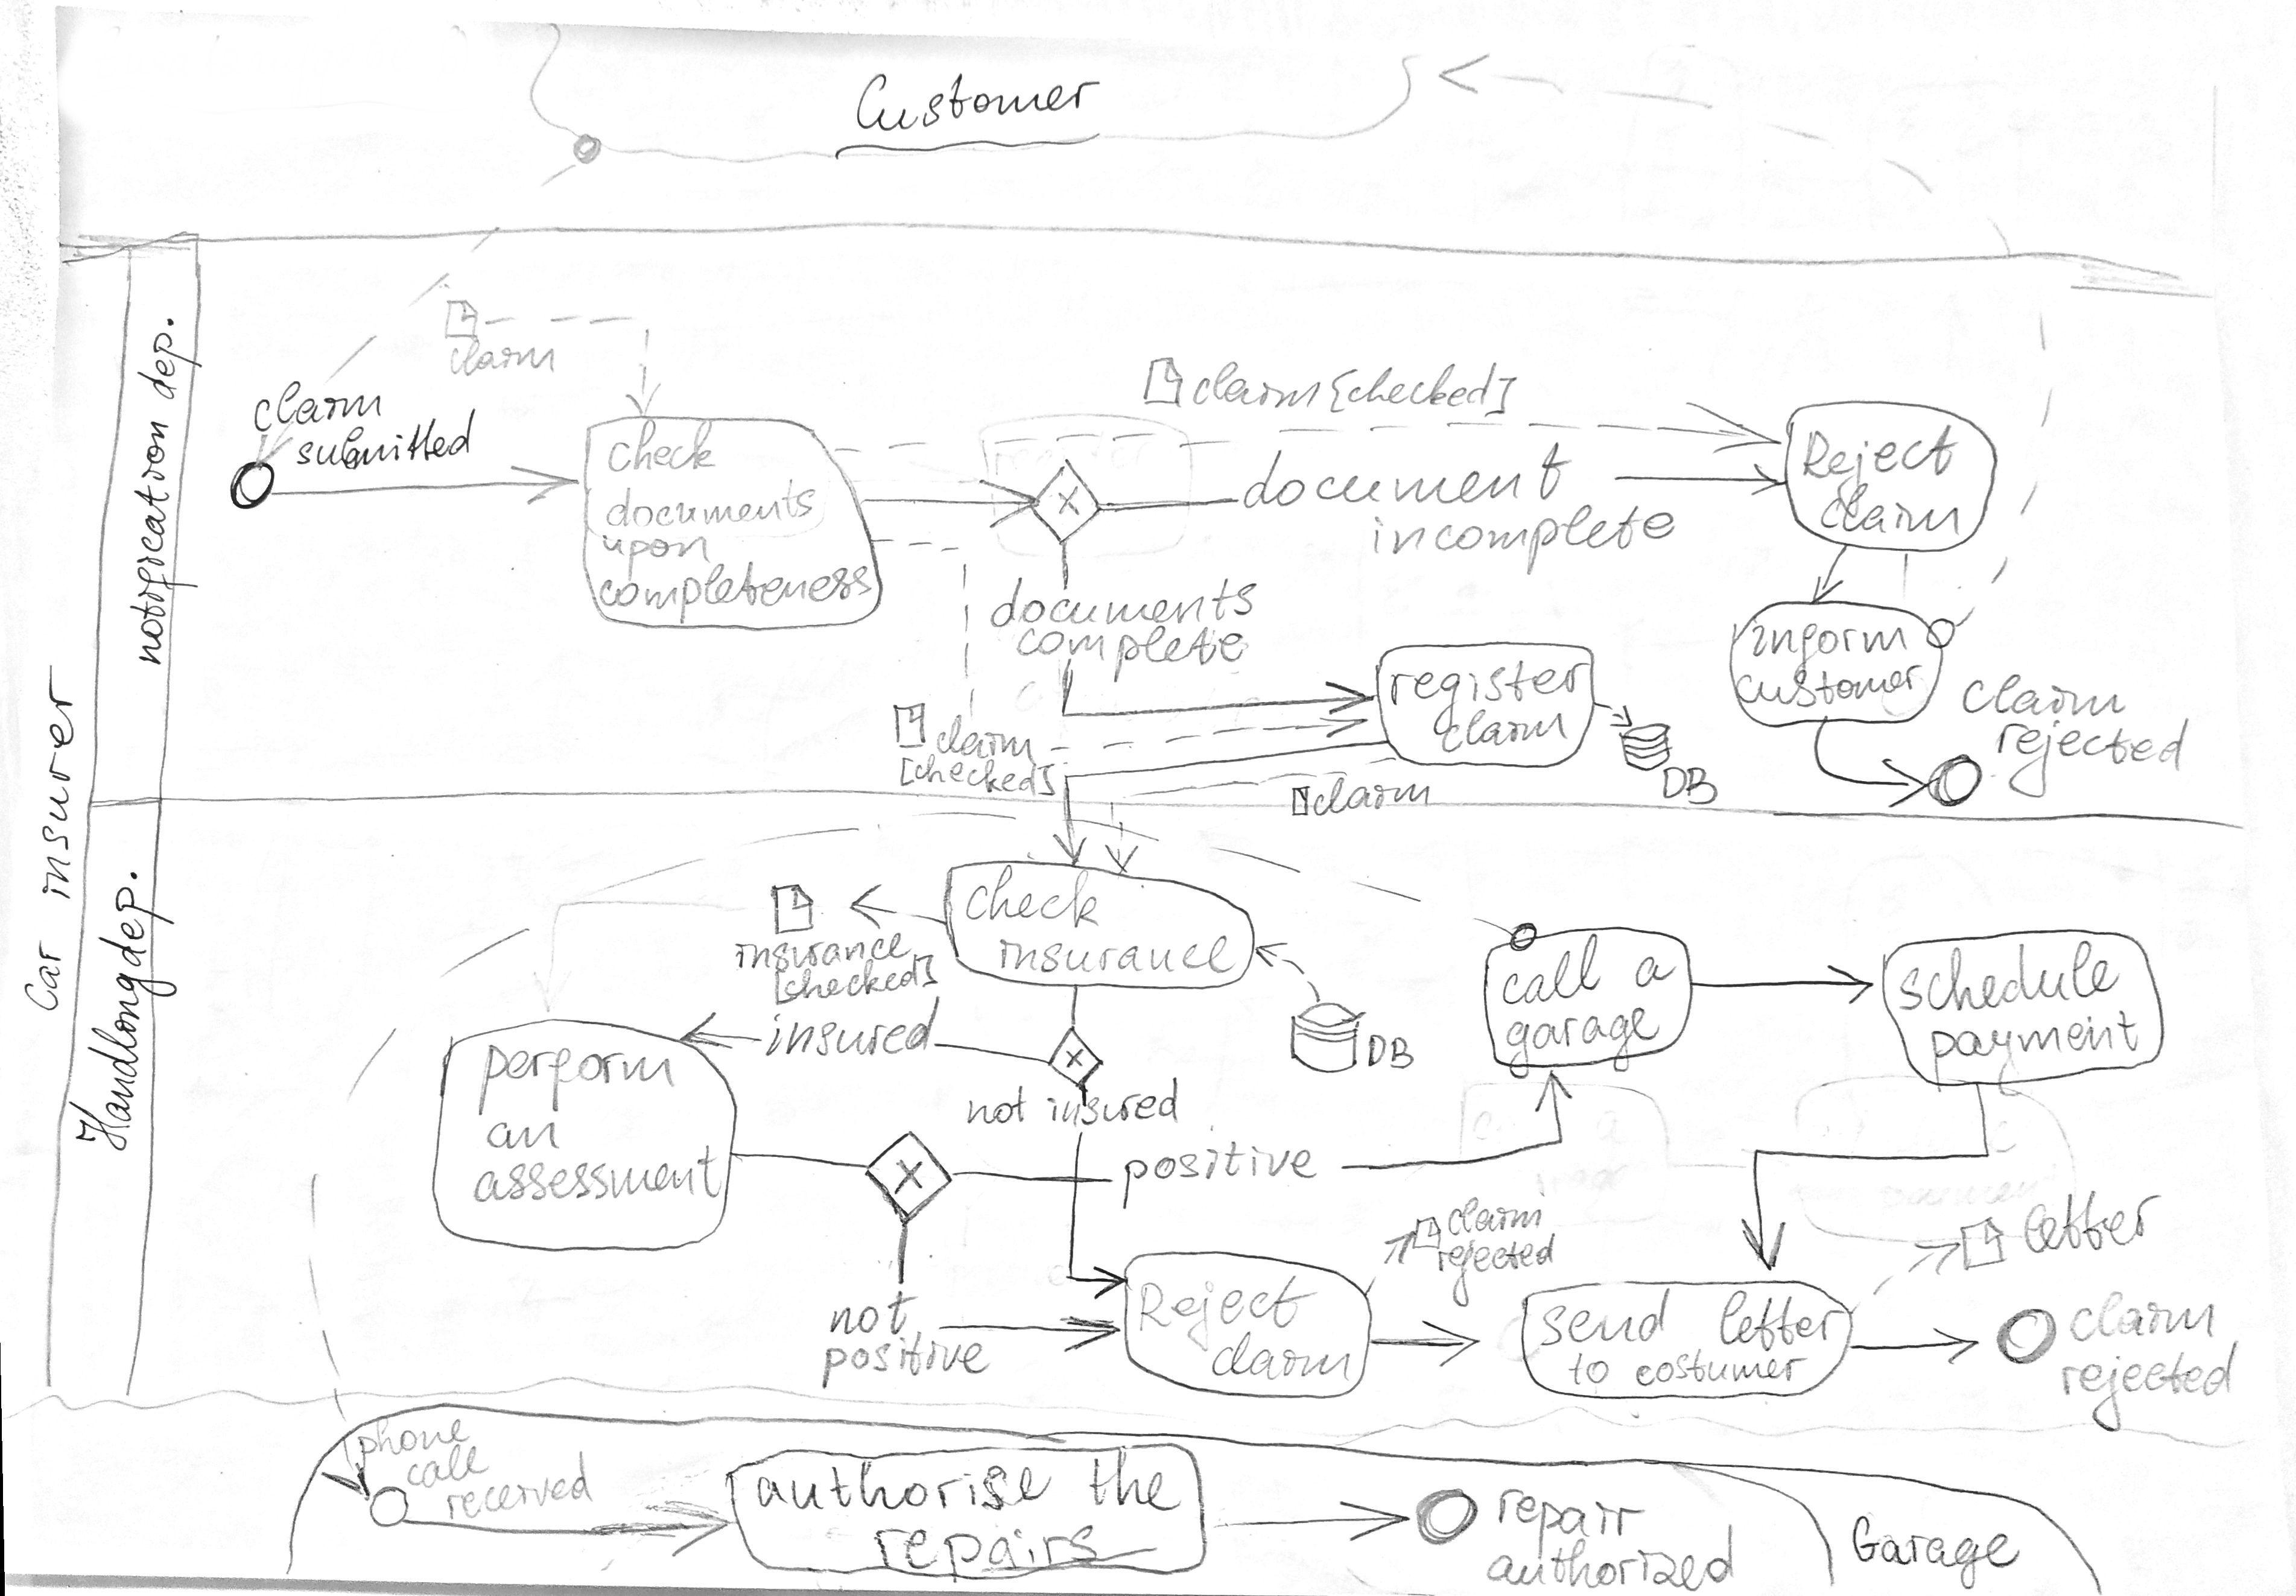 Customer
Car insurer
notification dep.
Handlong dep.
claim
submitted
claim
check
documents
upon
completeness
X
claim [checked]
document
incomplete
Reject
claim
documents
complete
inform
customer
claim
rejected
register
claim
DB
claim
[checked]
claim
check
insurance
insurance
[checked]
DB
insured
X
not insured
perform
an
assessment
X
positive
not
positive
call a
garage
schedule
payment
Reject
claim
claim
rejected
send letter
to costumer
letter
claim
rejected
phone
call
received
authorise the
repairs
repair
authorized
Garage